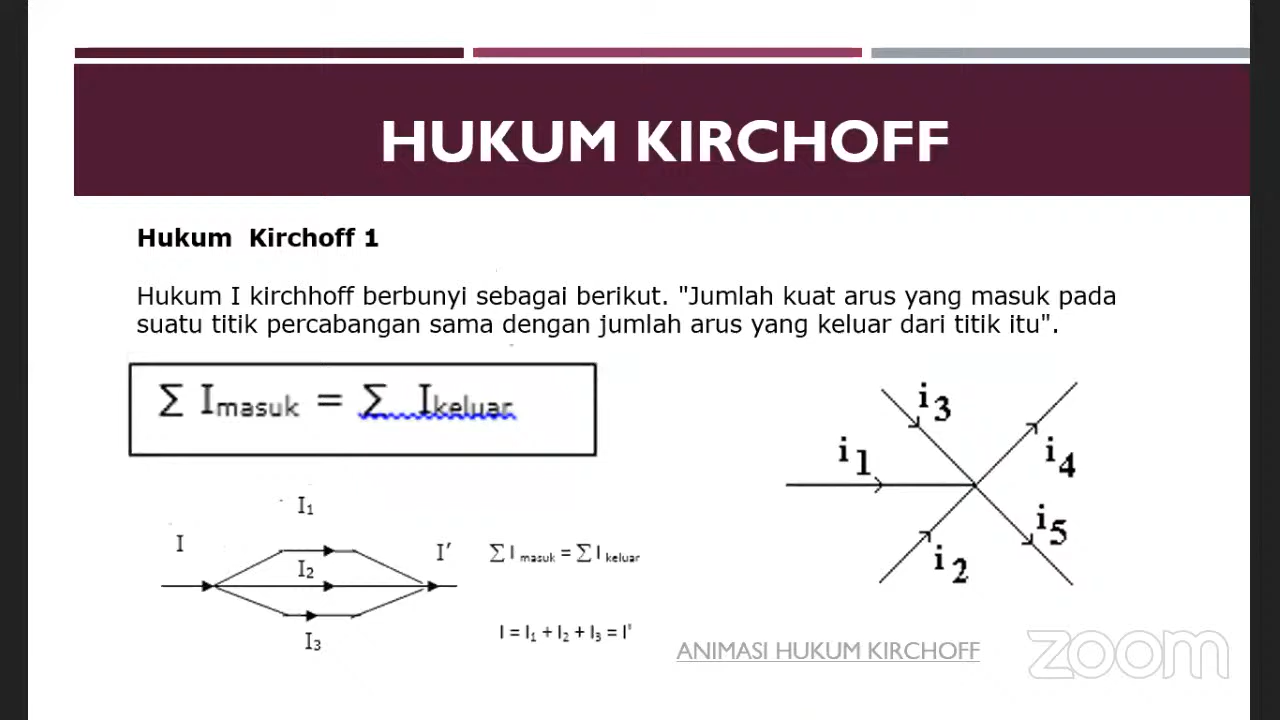 HUKUM KIRCHOFF
Hukum Kirchoff 1
Hukum I kirchhoff berbunyi sebagai berikut. "Jumlah kuat arus yang masuk pada
suatu titik percabangan sama dengan jumlah arus yang keluar dari titik itu".
∑ Imasuk = ∑ Ikeluar
i3
i1
i4
i5
i2
I1
I
I2
I'
I3
∑ I masuk = ∑ I keluar
I = I1 + I2 + I3 = I'
ANIMASI HUKUM KIRCHOFF
zoom